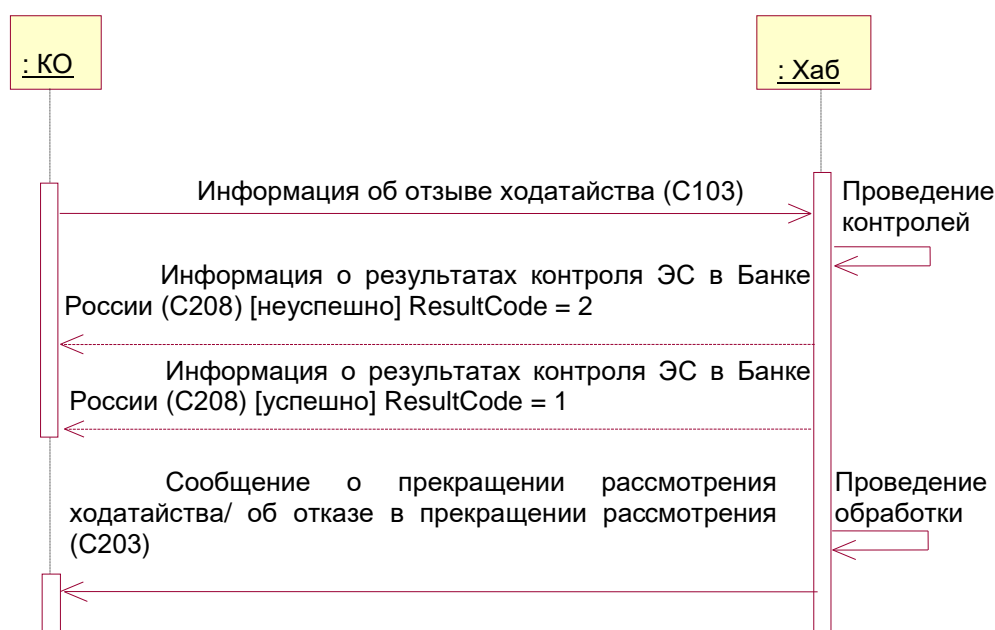 : КО
: Хаб
Информация об отзыве ходатайства (С103)
Проведение
контролей
Информация о результатах контроля ЭС в Банке
России (С208) [неуспешно] ResultCode = 2
Информация о результатах контроля ЭС в Банке
России (С208) [успешно] ResultCode = 1
Сообщение о прекращении рассмотрения
ходатайства/ об отказе в прекращении рассмотрения
(С203)
Проведение
обработки